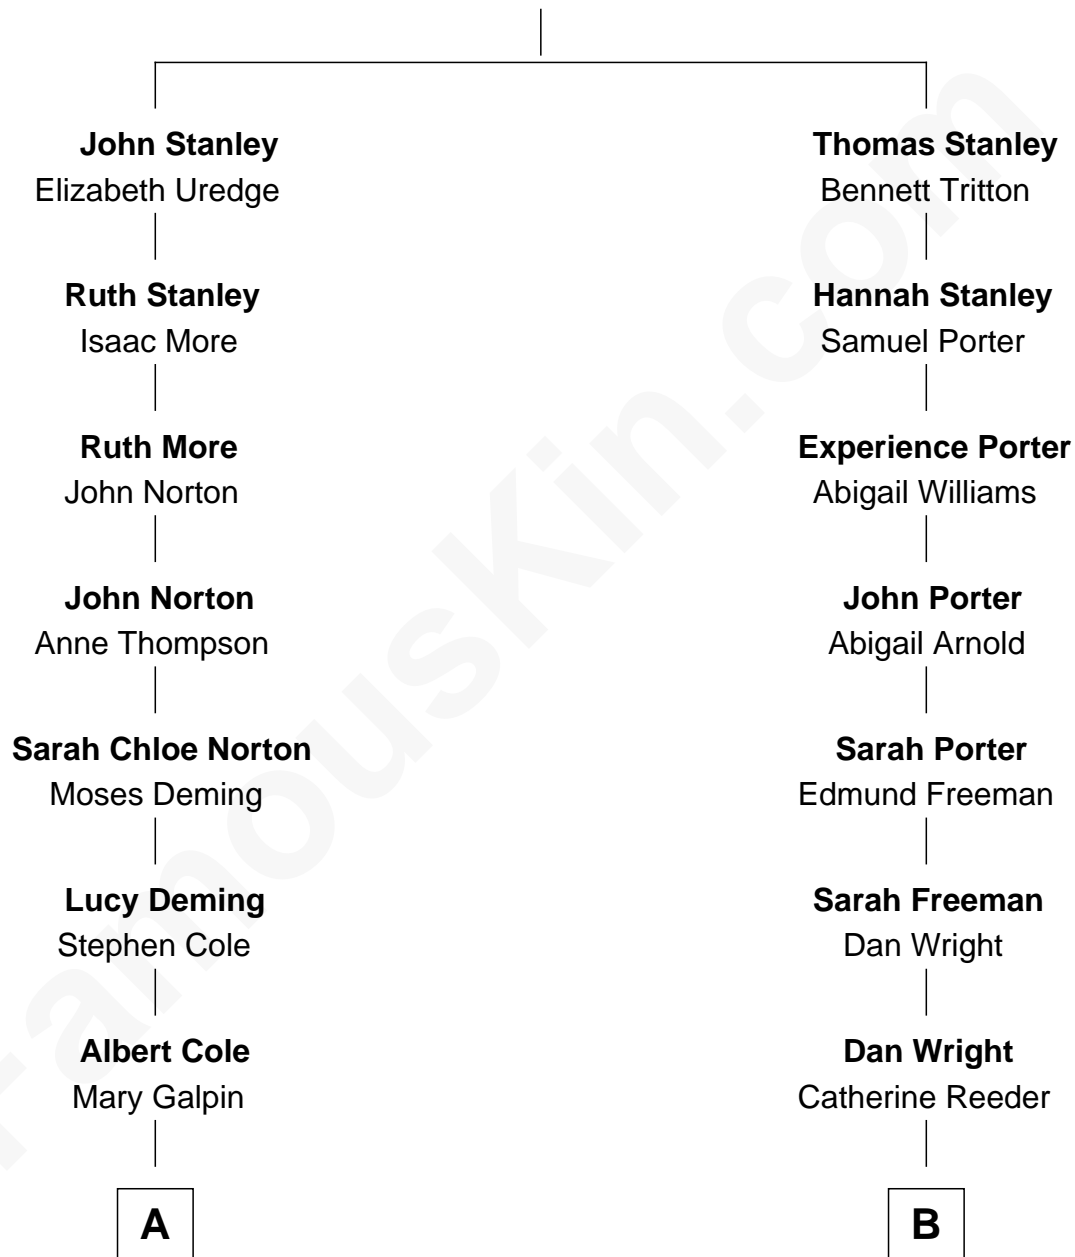 John Stanley
Elizabeth Uredge
Thomas Stanley
Bennett Tritton
Ruth Stanley
Isaac More
Hannah Stanley
Samuel Porter
Ruth More
John Norton
Experience Porter
Abigail Williams
John Norton
Anne Thompson
John Porter
Abigail Arnold
Sarah Chloe Norton
Moses Deming
Sarah Porter
Edmund Freeman
Lucy Deming
Stephen Cole
Sarah Freeman
Dan Wright
Albert Cole
Mary Galpin
Dan Wright
Catherine Reeder
A
B
FamousKin.com